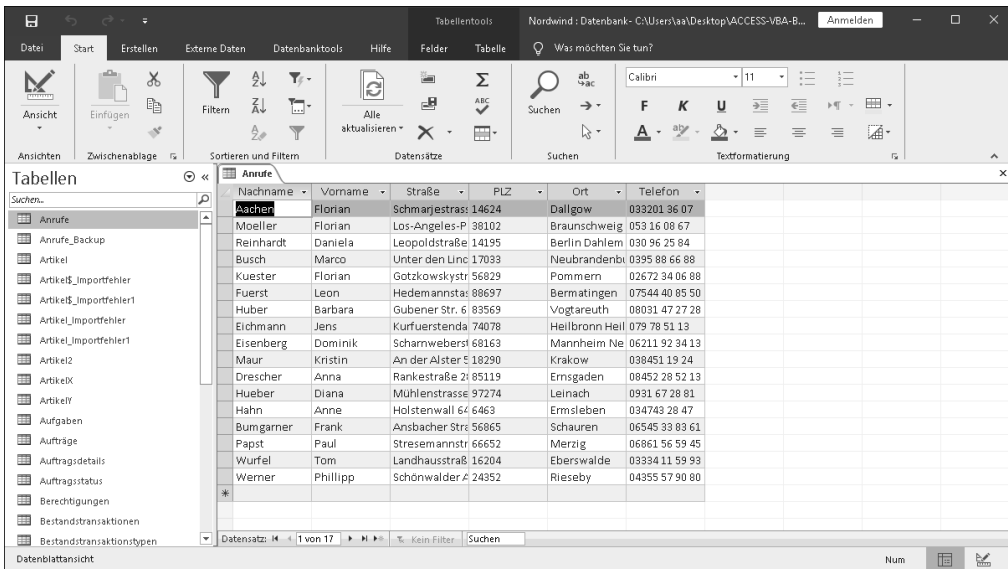 Tabellentools
Nordwind : Datenbank- C:\Users\aa\Desktop\ACCESS-VBA-B...
Anmelden
Datei Start Erstellen Externe Daten Datenbanktools Hilfe Felder Tabelle Was möchten Sie tun?
Ansicht Einfügen Filtern Alle aktualisieren Suchen
ABC
ab
ac
Calibri 11
F K U
A aby
Ansichten Zwischenablage Sortieren und Filtern Datensätze Suchen Textformatierung
Tabellen
Suchen...
Anrufe
Anrufe_Backup
Artikel
Artikel$_Importfehler
Artikel$_Importfehler1
Artikel_Importfehler
Artikel_Importfehler1
Artikel2
ArtikelX
ArtikelY
Aufgaben
Aufträge
Auftragsdetails
Auftragsstatus
Berechtigungen
Bestandstransaktionen
Bestandstransaktionstypen
Anrufe
Nachname Vorname Straße PLZ Ort Telefon
Aachen Florian Schmarjestrass 14624 Dallgow 033201 36 07
Moeller Florian Los-Angeles-P 38102 Braunschweig 053 16 08 67
Reinhardt Daniela Leopoldstraße 14195 Berlin Dahlem 030 96 25 84
Busch Marco Unter den Linc 17033 Neubrandenbu 0395 88 66 88
Kuester Florian Gotzkowskystr 56829 Pommern 02672 34 06 88
Fuerst Leon Hedemannstas 88697 Bermatingen 07544 40 85 50
Huber Barbara Gubener Str. 6 83569 Vogtareuth 08031 47 27 28
Eichmann Jens Kurfuerstenda 74078 Heilbronn Heil 079 78 51 13
Eisenberg Dominik Scharnweberst 68163 Mannheim Ne 06211 92 34 13
Maur Kristin An der Alster 5 18290 Krakow 038451 19 24
Drescher Anna Rankestraße 2 85119 Ernsgaden 08452 28 52 13
Hueber Diana Mühlenstrasse 97274 Leinach 0931 67 28 81
Hahn Anne Holstenwall 64 6463 Ermsleben 034743 28 47
Bumgarner Frank Ansbacher Stra 56865 Schauren 06545 33 83 61
Papst Paul Stresemannstr 66652 Merzig 06861 56 59 45
Wurfel Tom Landhausstraß 16204 Eberswalde 03334 11 59 93
Werner Phillipp Schönwalder A 24352 Rieseby 04355 57 90 80
Datensatz: 1 von 17 Kein Filter Suchen
Datenblattansicht Num